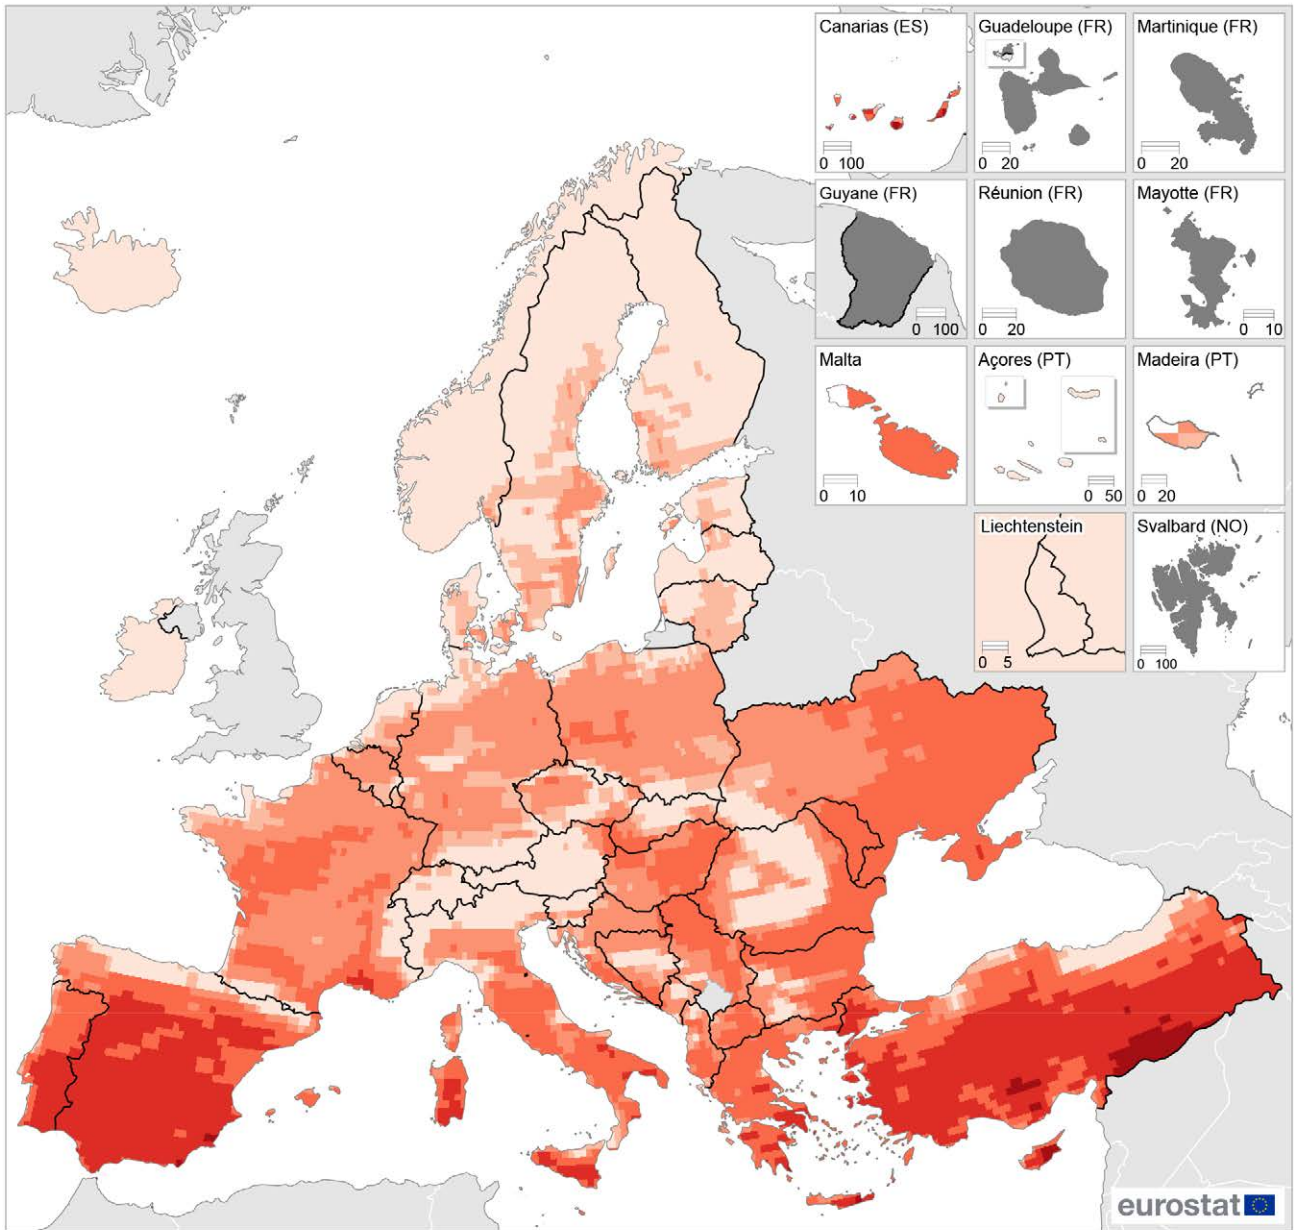 Canarias (ES)
0 100
Guadeloupe (FR)
0 20
Martinique (FR)
0 20
Guyane (FR)
0 100
Réunion (FR)
0 20
Mayotte (FR)
0 10
Malta
0 10
Açores (PT)
0 50
Madeira (PT)
0 20
Liechtenstein
0 5
Svalbard (NO)
0 100
eurostat